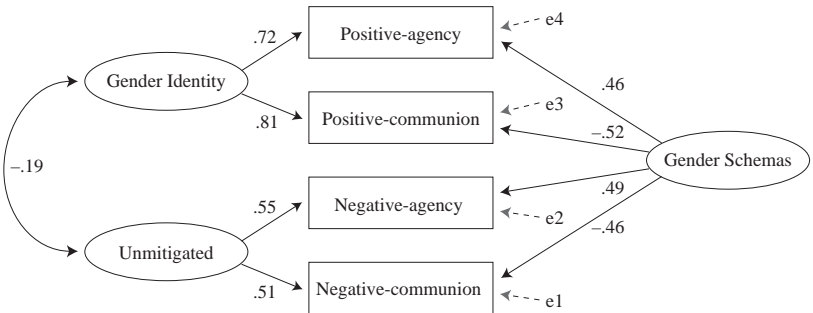 .72
Positive-agency
e4
Gender Identity
.46
.81
Positive-communion
e3
–.52
–.19
Gender Schemas
.55
Negative-agency
.49
e2
–.46
Unmitigated
.51
Negative-communion
e1